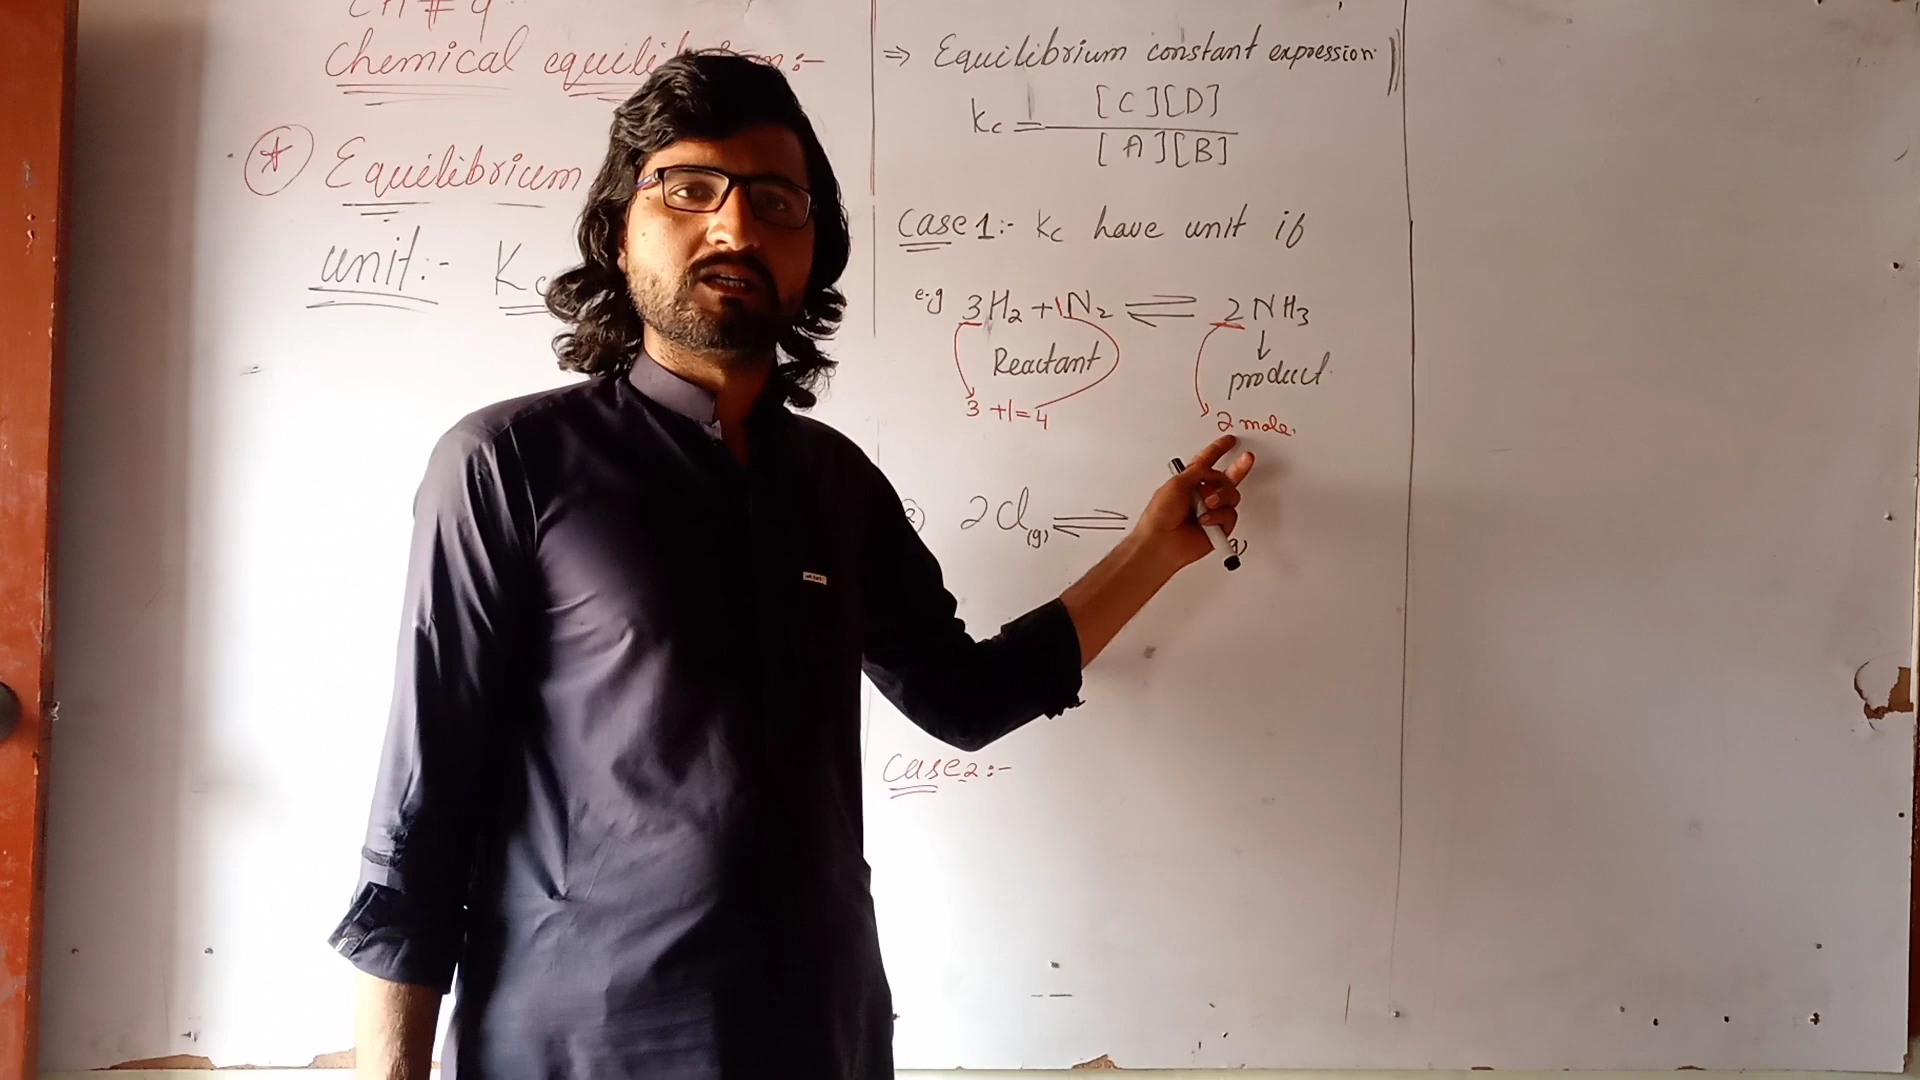 CH # 9
Chemical equilibrium:-
Equilibrium
unit:- Kc
⇒ Equilibrium constant expression
Kc = [C][D]
[A][B]
Case 1:- Kc have unit if
e.g 3H2 + 1N2 ⇌ 2NH3
Reactant
↓
product
3 + 1 = 4
2 mole.
2Cl(g) ⇌
Case 2:-